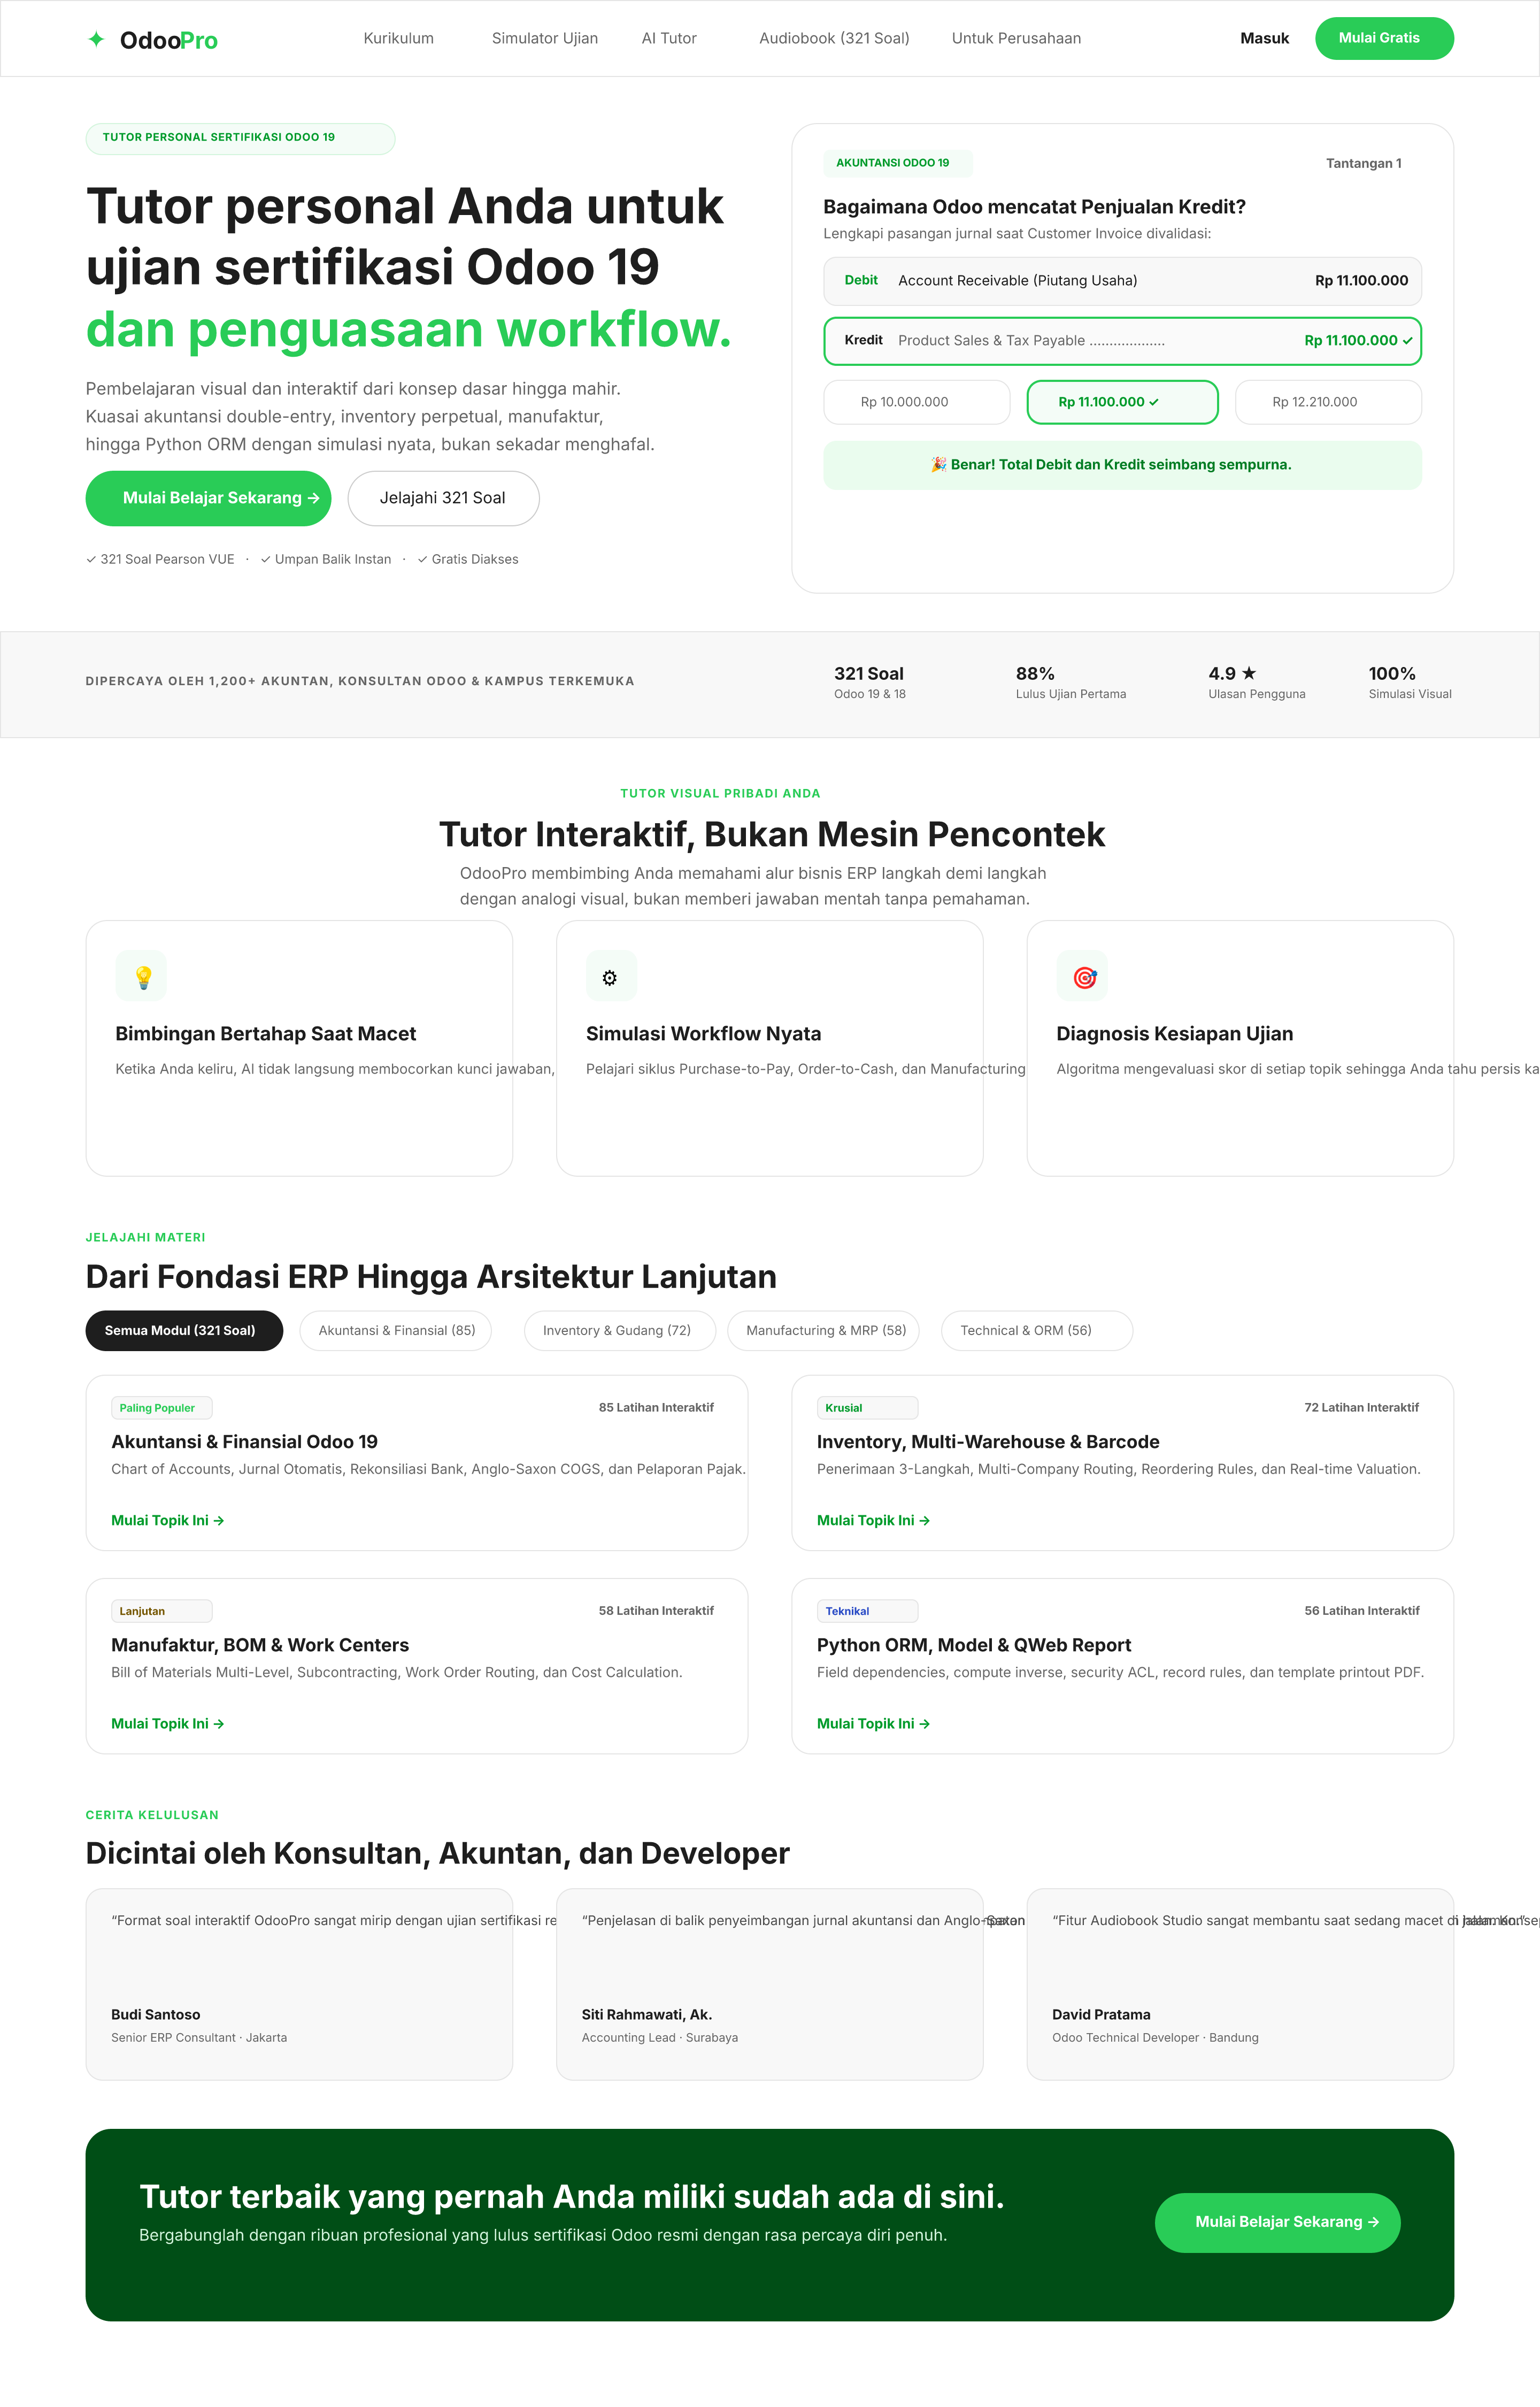 ✦ OdooPro
Kurikulum
Simulator Ujian
AI Tutor
Audiobook (321 Soal)
Untuk Perusahaan
Masuk
Mulai Gratis
TUTOR PERSONAL SERTIFIKASI ODOO 19
Tutor personal Anda untuk
ujian sertifikasi Odoo 19
dan penguasaan workflow.
Pembelajaran visual dan interaktif dari konsep dasar hingga mahir.
Kuasai akuntansi double-entry, inventory perpetual, manufaktur,
hingga Python ORM dengan simulasi nyata, bukan sekadar menghafal.
Mulai Belajar Sekarang →
Jelajahi 321 Soal
✓ 321 Soal Pearson VUE · ✓ Umpan Balik Instan · ✓ Gratis Diakses
AKUNTANSI ODOO 19
Tantangan 1
Bagaimana Odoo mencatat Penjualan Kredit?
Lengkapi pasangan jurnal saat Customer Invoice divalidasi:
Debit Account Receivable (Piutang Usaha) Rp 11.100.000
Kredit Product Sales & Tax Payable ................... Rp 11.100.000 ✓
Rp 10.000.000
Rp 11.100.000 ✓
Rp 12.210.000
🎉 Benar! Total Debit dan Kredit seimbang sempurna.
DIPERCAYA OLEH 1,200+ AKUNTAN, KONSULTAN ODOO & KAMPUS TERKEMUKA
321 Soal
Odoo 19 & 18
88%
Lulus Ujian Pertama
4.9 ★
Ulasan Pengguna
100%
Simulasi Visual
TUTOR VISUAL PRIBADI ANDA
Tutor Interaktif, Bukan Mesin Pencontek
OdooPro membimbing Anda memahami alur bisnis ERP langkah demi langkah
dengan analogi visual, bukan memberi jawaban mentah tanpa pemahaman.
💡
Bimbingan Bertahap Saat Macet
Ketika Anda keliru, AI tidak langsung membocorkan kunci jawaban,
⚙
Simulasi Workflow Nyata
Pelajari siklus Purchase-to-Pay, Order-to-Cash, dan Manufacturing
🎯
Diagnosis Kesiapan Ujian
Algoritma mengevaluasi skor di setiap topik sehingga Anda tahu persis ka
JELAJAHI MATERI
Dari Fondasi ERP Hingga Arsitektur Lanjutan
Semua Modul (321 Soal)
Akuntansi & Finansial (85)
Inventory & Gudang (72)
Manufacturing & MRP (58)
Technical & ORM (56)
Paling Populer
85 Latihan Interaktif
Akuntansi & Finansial Odoo 19
Chart of Accounts, Jurnal Otomatis, Rekonsiliasi Bank, Anglo-Saxon COGS, dan Pelaporan Pajak.
Mulai Topik Ini →
Krusial
72 Latihan Interaktif
Inventory, Multi-Warehouse & Barcode
Penerimaan 3-Langkah, Multi-Company Routing, Reordering Rules, dan Real-time Valuation.
Mulai Topik Ini →
Lanjutan
58 Latihan Interaktif
Manufaktur, BOM & Work Centers
Bill of Materials Multi-Level, Subcontracting, Work Order Routing, dan Cost Calculation.
Mulai Topik Ini →
Teknikal
56 Latihan Interaktif
Python ORM, Model & QWeb Report
Field dependencies, compute inverse, security ACL, record rules, dan template printout PDF.
Mulai Topik Ini →
CERITA KELULUSAN
Dicintai oleh Konsultan, Akuntan, dan Developer
“Format soal interaktif OdooPro sangat mirip dengan ujian sertifikasi re
Budi Santoso
Senior ERP Consultant · Jakarta
“Penjelasan di balik penyeimbangan jurnal akuntansi dan
Siti Rahmawati, Ak.
Accounting Lead · Surabaya
“Fitur Audiobook Studio sangat membantu saat sedang macet
David Pratama
Odoo Technical Developer · Bandung
Tutor terbaik yang pernah Anda miliki sudah ada di sini.
Bergabunglah dengan ribuan profesional yang lulus sertifikasi Odoo resmi dengan rasa percaya diri penuh.
Mulai Belajar Sekarang →